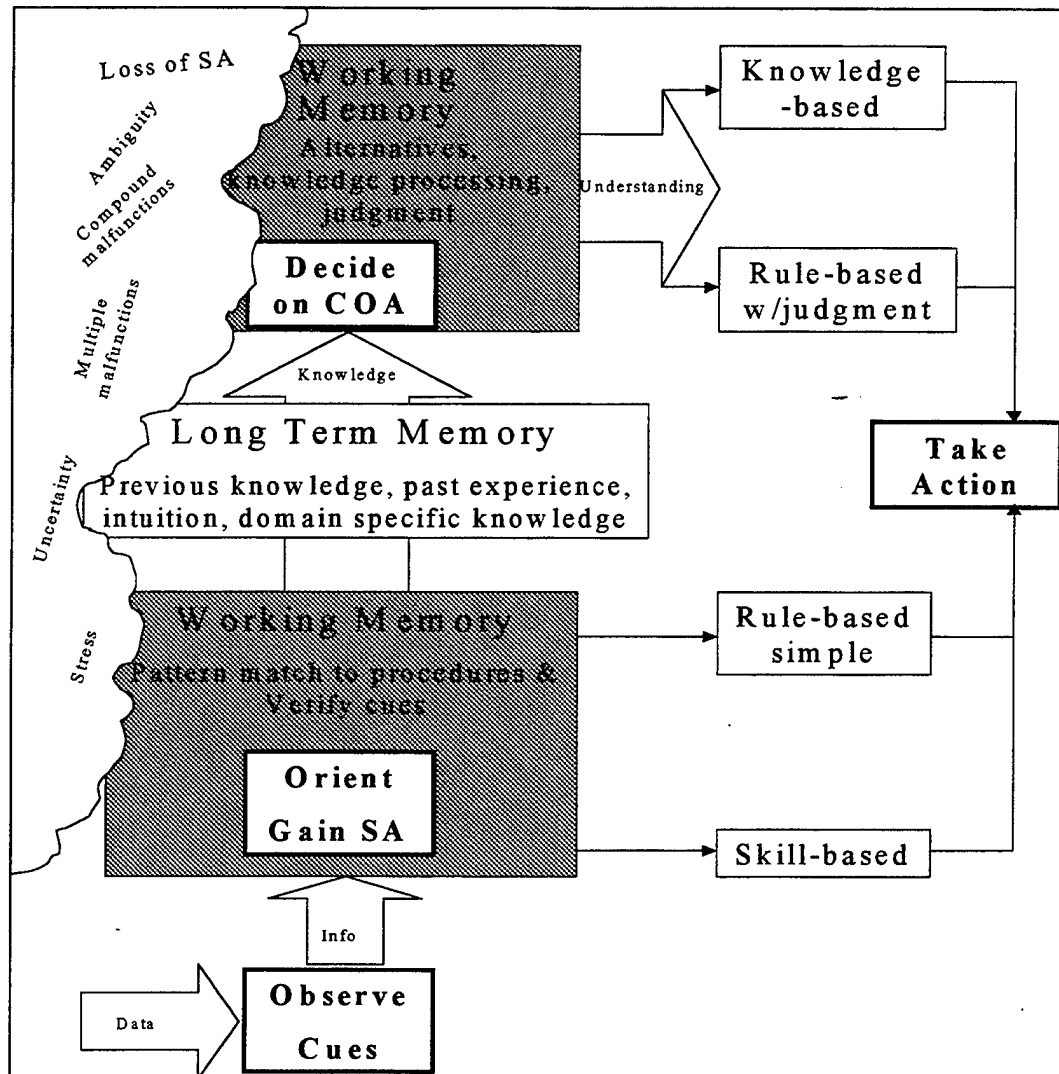 Loss of SA
Ambiguity
Compound
malfunctions
Multiple
malfunctions
Uncertainty
Stress
Working
Memory
Alternatives,
knowledge processing,
judgment
Decide
on COA
Understanding
Knowledge
-based
Rule-based
w/judgment
Knowledge
Long Term Memory
Previous knowledge, past experience,
intuition, domain specific knowledge
Take
Action
Working Memory
Pattern match to procedures &
Verify cues
Orient
Gain SA
Rule-based
simple
Skill-based
Info
Data
Observe
Cues